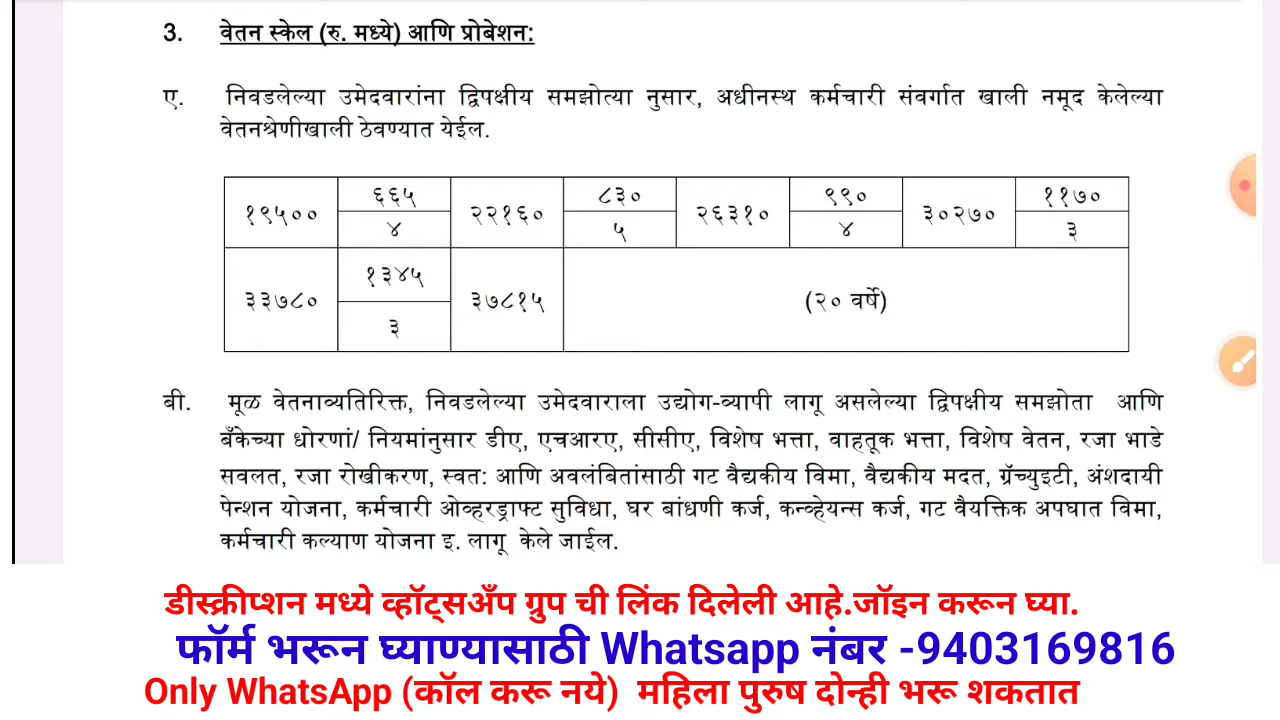 3. वेतन स्केल (रु. मध्ये) आणि प्रोबेशन:
ए. निवडलेल्या उमेदवारांना द्विपक्षीय समझोत्या नुसार, अधीनस्थ कर्मचारी संवर्गात खाली नमूद केलेल्या
वेतनश्रेणीखाली ठेवण्यात येईल.
१९५०० ६६५ २२१६० ८३० २६३१० ९९० ३०२७० ११७०
४ ५ ४ ३
३३७८० १३४५ ३७८१५ (२० वर्षे)
३
बी. मूळ वेतनाव्यतिरिक्त, निवडलेल्या उमेदवाराला उद्योग-व्यापी लागू असलेल्या द्विपक्षीय समझोता आणि
बँकेच्या धोरणां/ नियमांनुसार डीए, एचआरए, सीसीए, विशेष भत्ता, वाहतूक भत्ता, विशेष वेतन, रजा भाडे
सवलत, रजा रोखीकरण, स्वत: आणि अवलंबितांसाठी गट वैद्यकीय विमा, वैद्यकीय मदत, ग्रॅच्युइटी, अंशदायी
पेन्शन योजना, कर्मचारी ओव्हरड्राफ्ट सुविधा, घर बांधणी कर्ज, कन्व्हेयन्स कर्ज, गट वैयक्तिक अपघात विमा,
कर्मचारी कल्याण योजना इ. लागू केले जाईल.
डीस्क्रीप्शन मध्ये व्हॉट्सअँप ग्रुप ची लिंक दिलेली आहे.जॉइन करून घ्या.
फॉर्म भरून घ्याण्यासाठी Whatsapp नंबर -9403169816
Only WhatsApp (कॉल करू नये) महिला पुरुष दोन्ही भरू शकतात